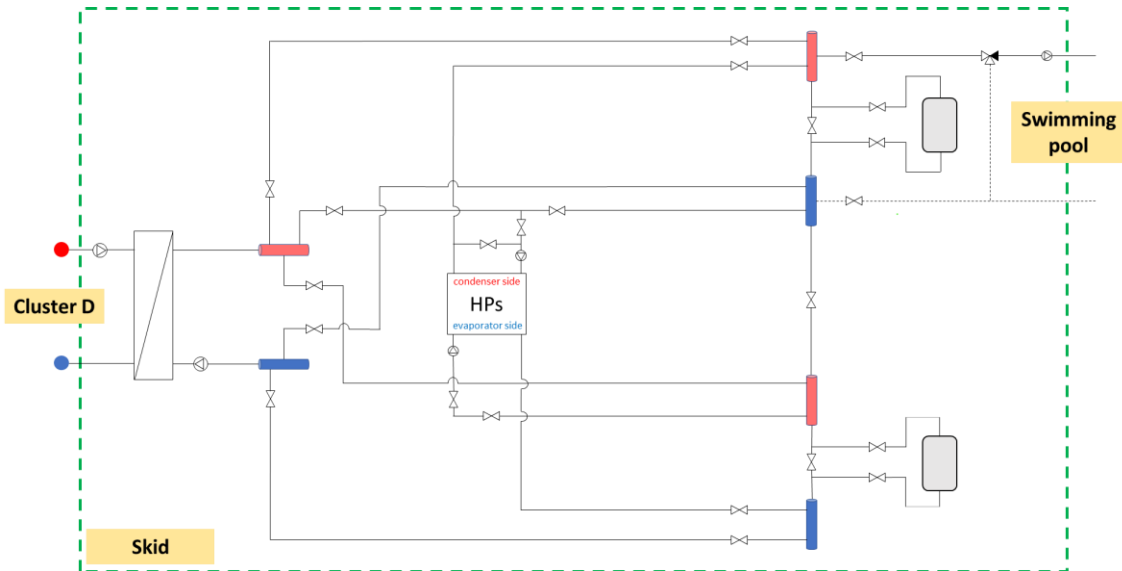 Swimming
pool
condenser side
HPs
evaporator side
Cluster D
Skid